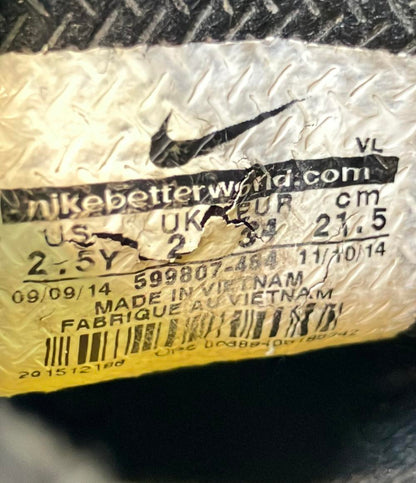 VL
nikebetterworld.com
US UK EUR cm
2.5Y 2 21.5
09/09/14 599807-484 11/10/14
MADE IN VIETNAM
FABRIQUE AU VIETNAM